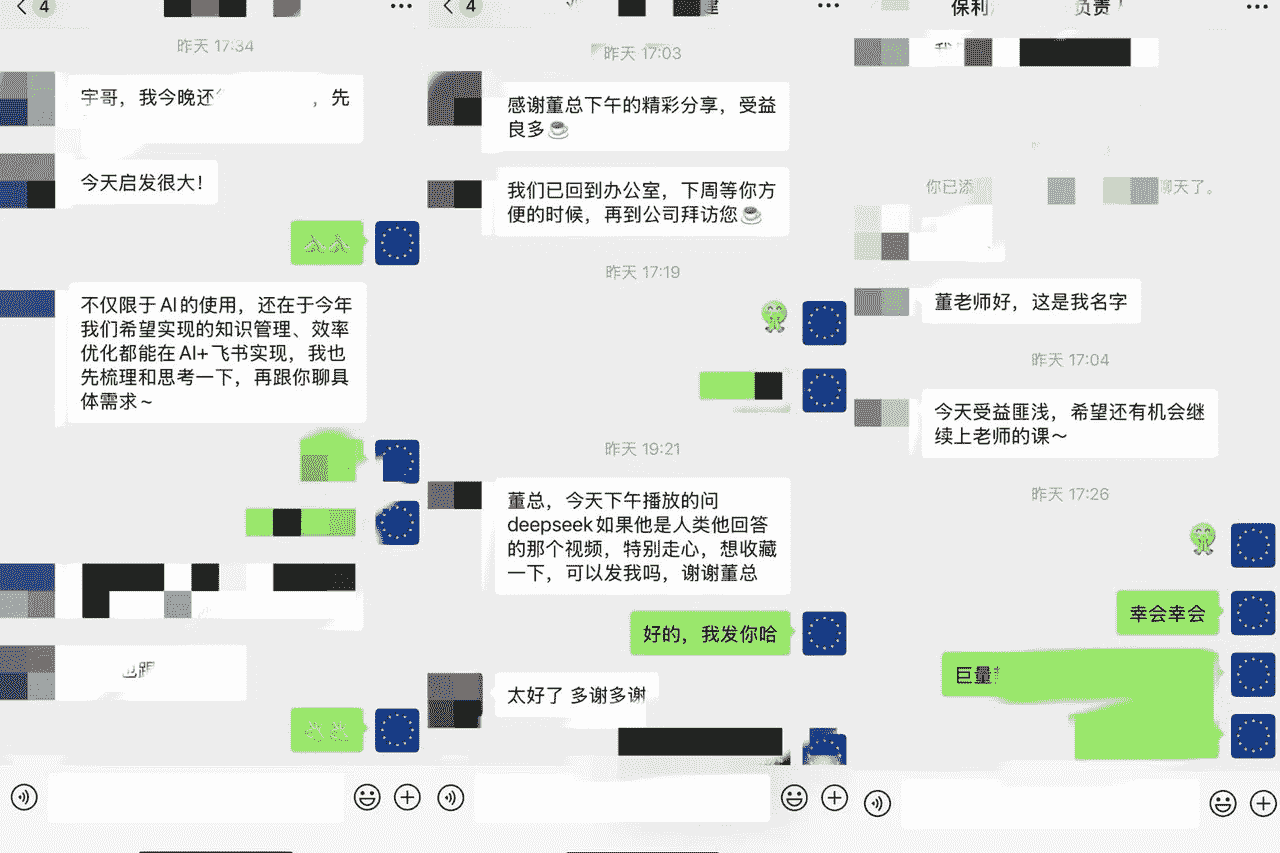 4
昨天 17:34
宇哥，我今晚还
，先
今天启发很大！
不仅限于AI的使用，还在于今年
我们希望实现的知识管理、效率
优化都能在AI+飞书实现，我也
先梳理和思考一下，再跟你聊具
体需求~
4
昨天 17:03
感谢董总下午的精彩分享，受益
良多☕
我们已回到办公室，下周等你方
便的时候，再到公司拜访您☕
昨天 17:19
昨天 19:21
董总，今天下午播放的问
deepseek如果他是人类他回答
的那个视频，特别走心，想收藏
一下，可以发我吗，谢谢董总
好的，我发你哈
太好了 多谢多谢
保利
负责
你已添
聊天了。
董老师好，这是我名字
昨天 17:04
今天受益匪浅，希望还有机会继
续上老师的课~
昨天 17:26
幸会幸会
巨量